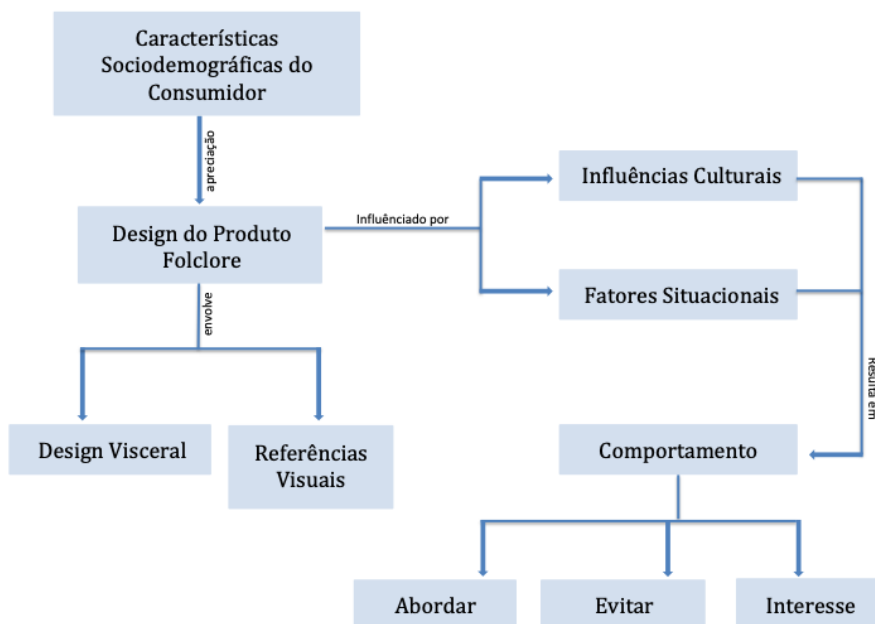 Características
Sociodemográficas do
Consumidor
apreciação
Design do Produto
Folclore
Influênciado por
Influências Culturais
Fatores Situacionais
envolve
Resulta em
Design Visceral
Referências
Visuais
Comportamento
Abordar
Evitar
Interesse